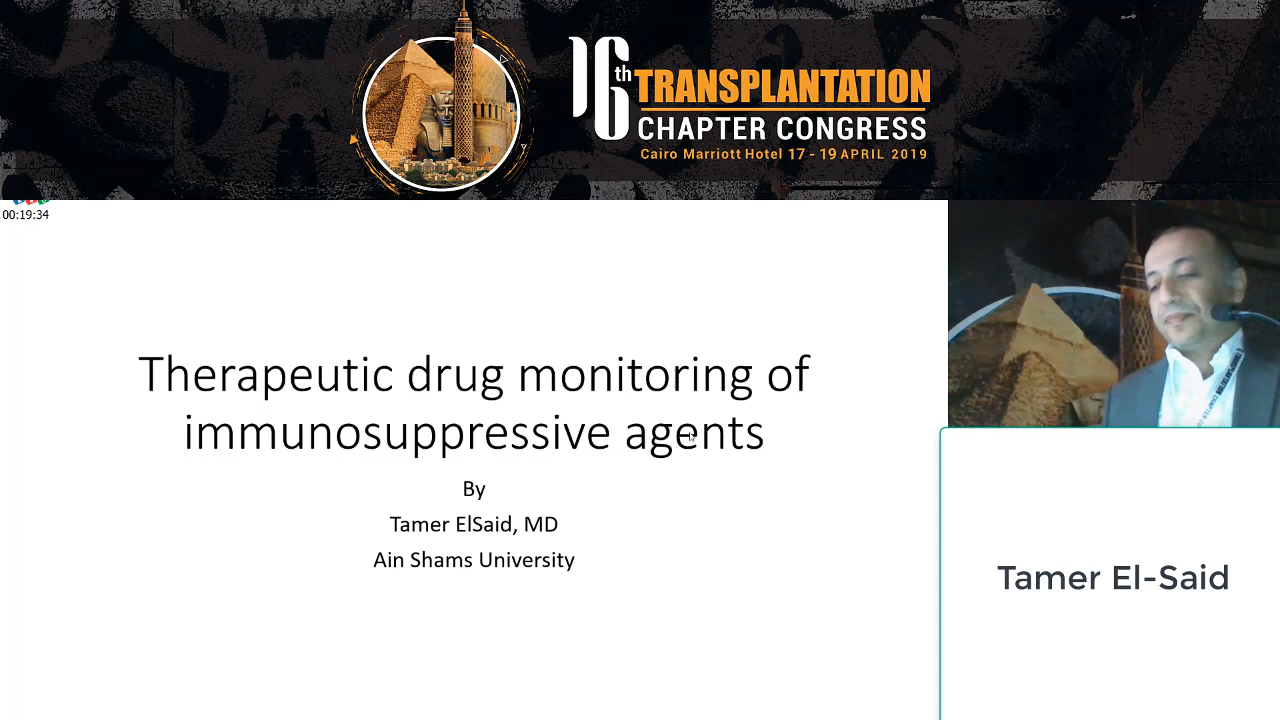 16th TRANSPLANTATION
CHAPTER CONGRESS
Cairo Marriott Hotel 17 - 19 APRIL 2019
00:19:34
Therapeutic drug monitoring of
immunosuppressive agents
By
Tamer ElSaid, MD
Ain Shams University
Tamer El-Said